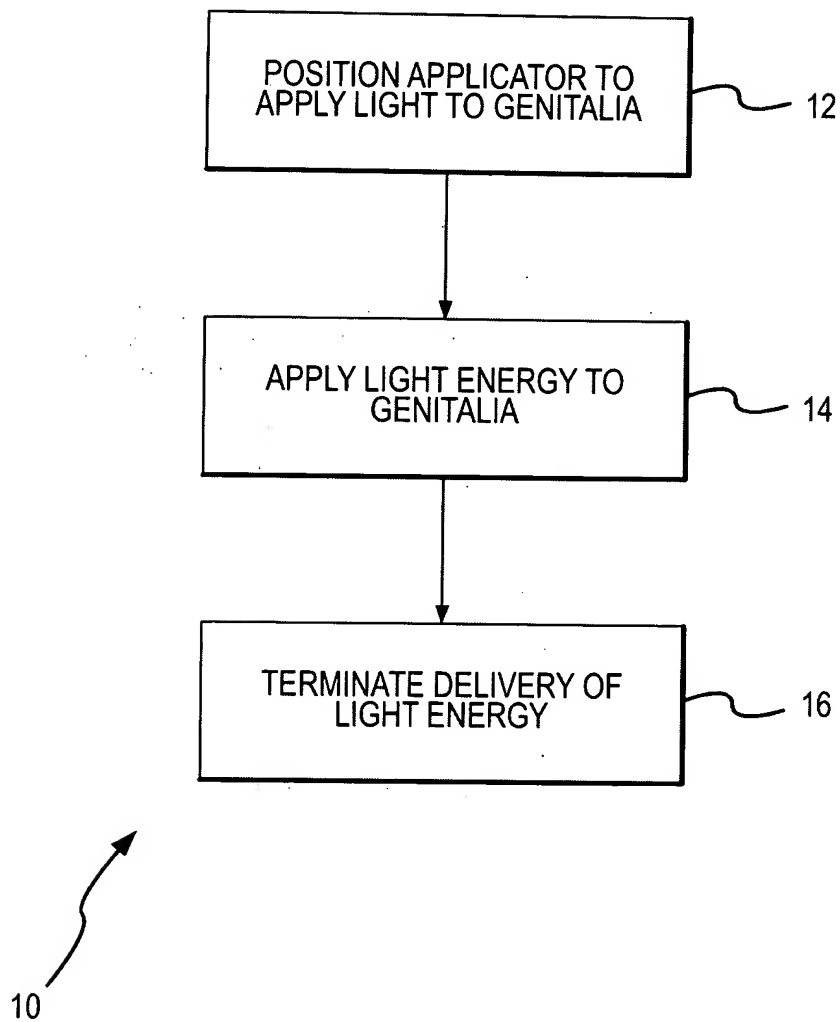 POSITION APPLICATOR TO
APPLY LIGHT TO GENITALIA
12
APPLY LIGHT ENERGY TO
GENITALIA
14
TERMINATE DELIVERY OF
LIGHT ENERGY
16
10